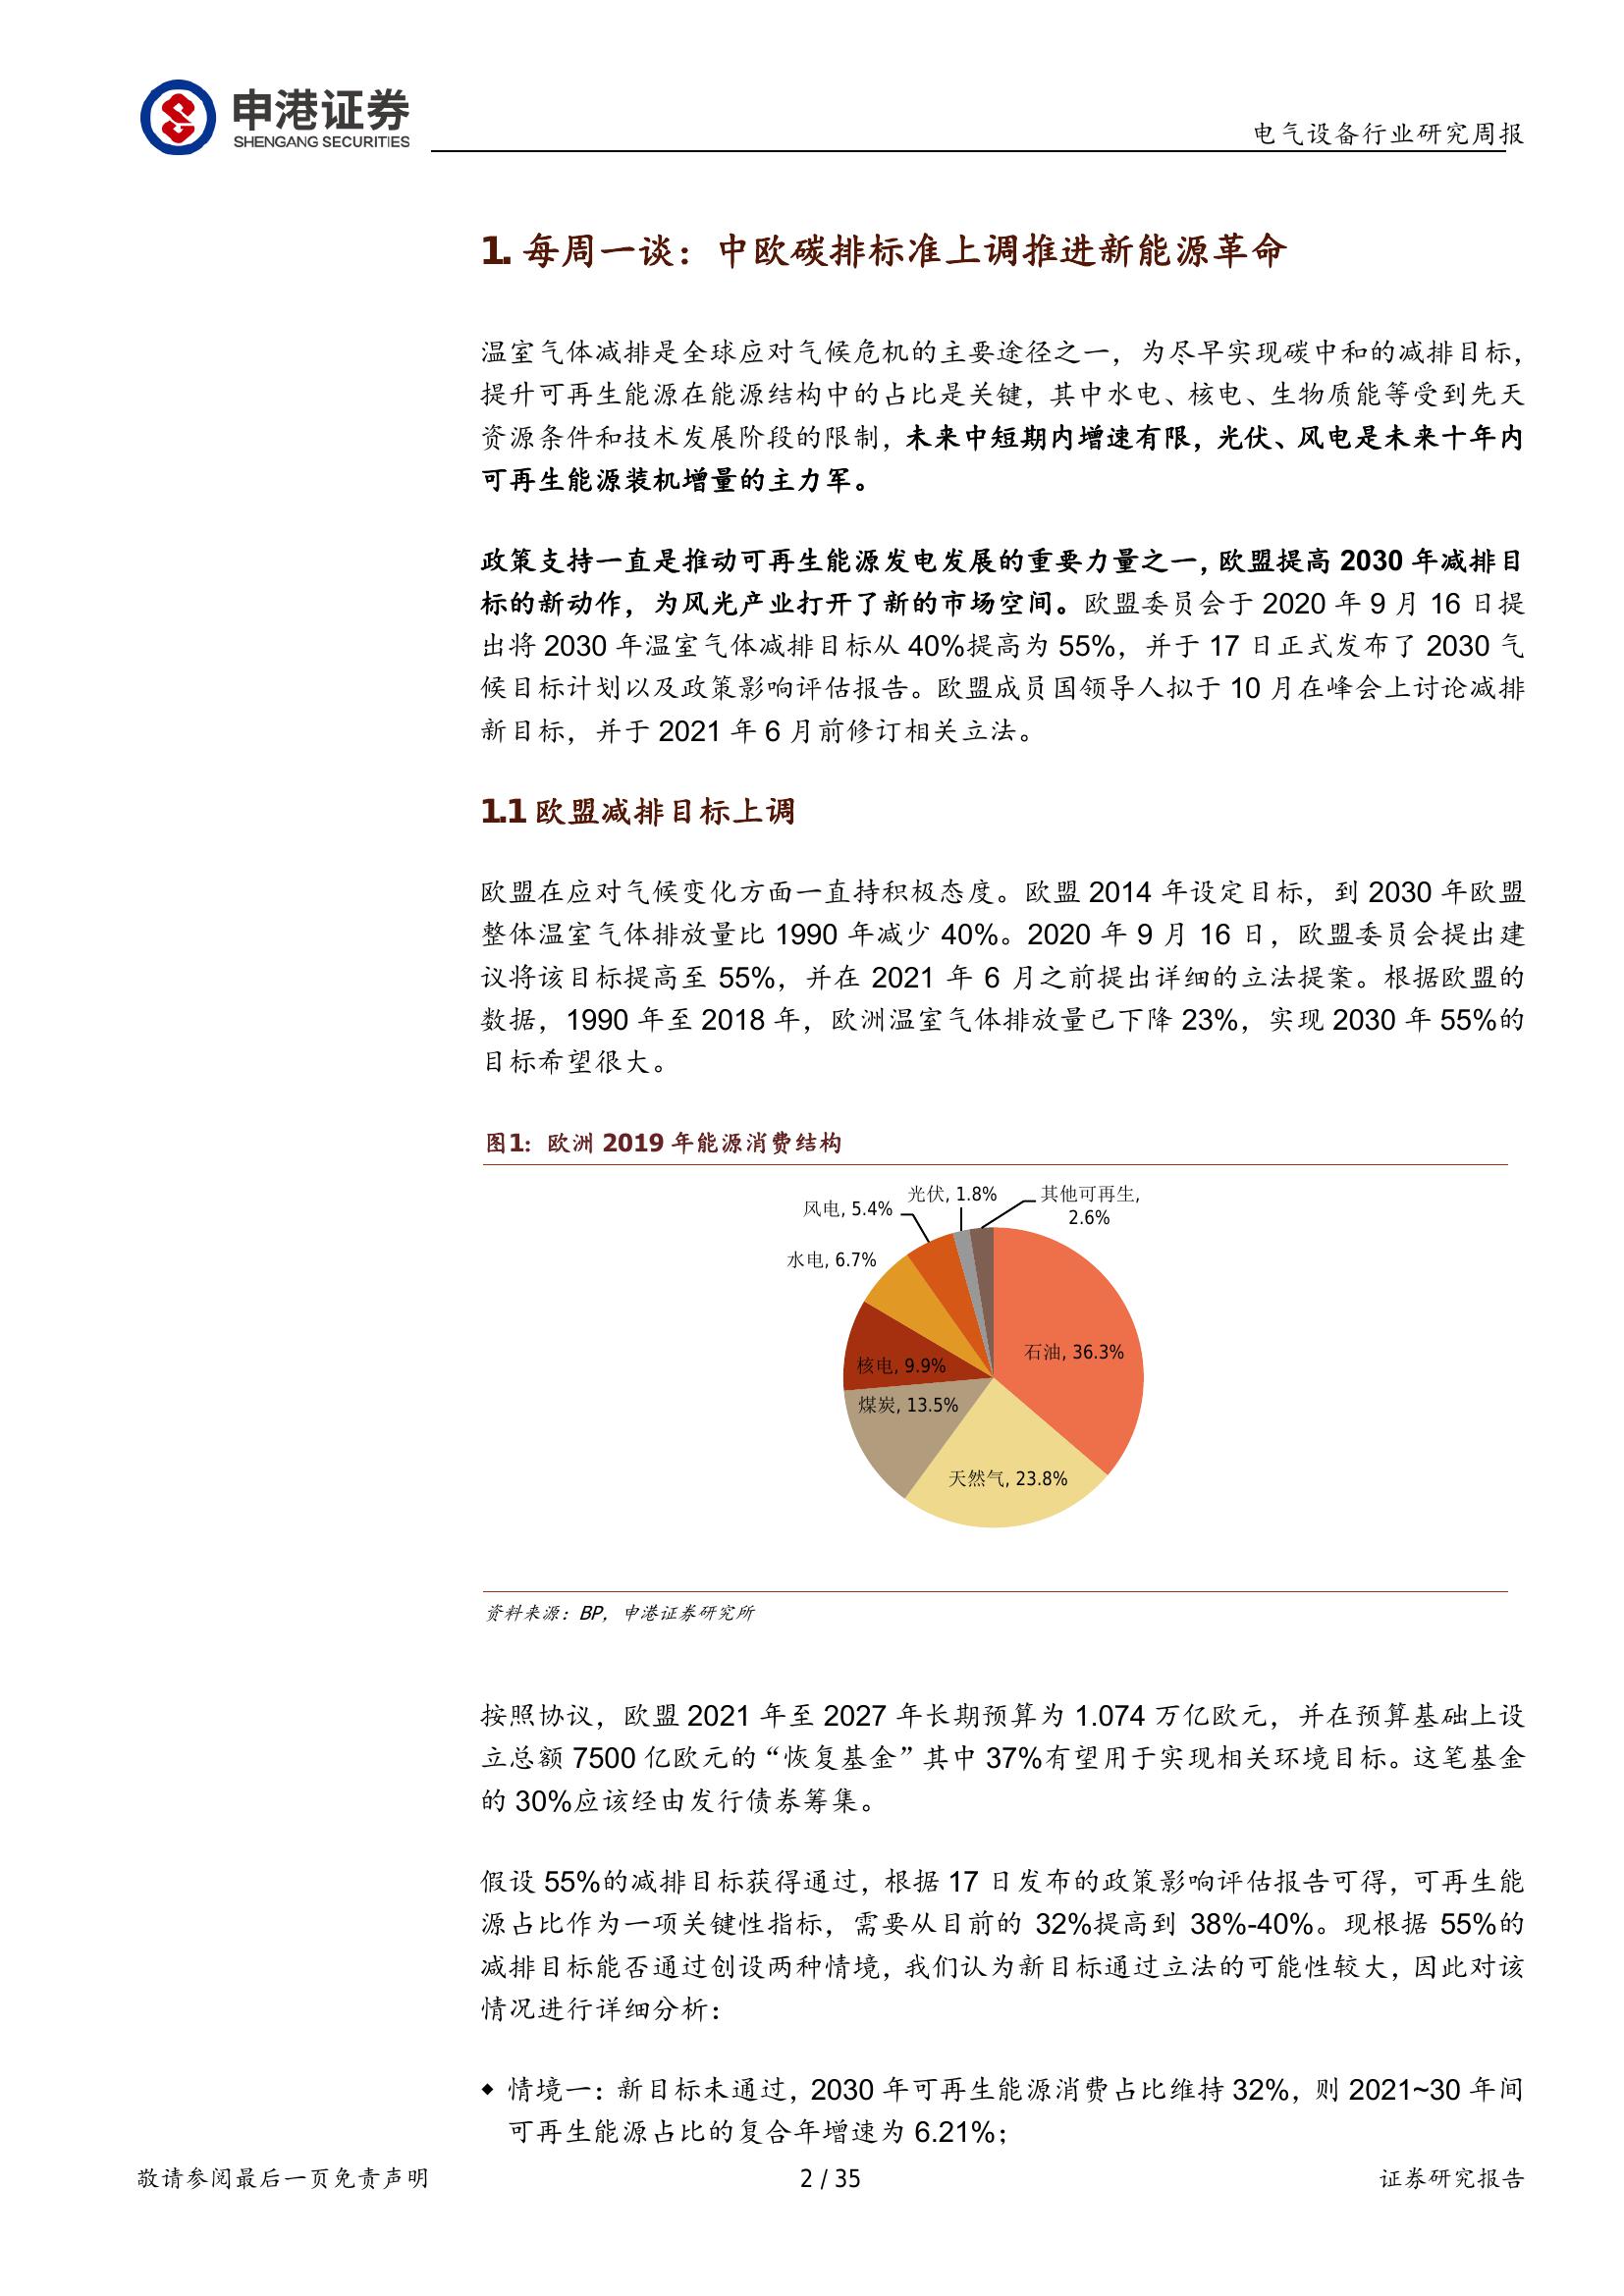 申港证券
SHENGANG SECURITIES
电气设备行业研究周报
1. 每周一谈：中欧碳排标准上调推进新能源革命
温室气体减排是全球应对气候危机的主要途径之一，为尽早实现碳中和的减排目标，
提升可再生能源在能源结构中的占比是关键，其中水电、核电、生物质能等受到先天
资源条件和技术发展阶段的限制，未来中短期内增速有限，光伏、风电是未来十年内
可再生能源装机增量的主力军。
政策支持一直是推动可再生能源发电发展的重要力量之一，欧盟提高 2030 年减排目
标的新动作，为风光产业打开了新的市场空间。欧盟委员会于 2020 年 9 月 16 日提
出将 2030 年温室气体减排目标从 40%提高为 55%，并于 17 日正式发布了 2030 气
候目标计划以及政策影响评估报告。欧盟成员国领导人拟于 10 月在峰会上讨论减排
新目标，并于 2021 年 6 月前修订相关立法。
1.1 欧盟减排目标上调
欧盟在应对气候变化方面一直持积极态度。欧盟 2014 年设定目标，到 2030 年欧盟
整体温室气体排放量比 1990 年减少 40%。2020 年 9 月 16 日，欧盟委员会提出建
议将该目标提高至 55%，并在 2021 年 6 月之前提出详细的立法提案。根据欧盟的
数据，1990 年至 2018 年，欧洲温室气体排放量已下降 23%，实现 2030 年 55%的
目标希望很大。
图1：欧洲 2019 年能源消费结构
光伏, 1.8%
其他可再生,
2.6%
风电, 5.4%
水电, 6.7%
石油, 36.3%
核电, 9.9%
煤炭, 13.5%
天然气, 23.8%
资料来源：BP，申港证券研究所
按照协议，欧盟 2021 年至 2027 年长期预算为 1.074 万亿欧元，并在预算基础上设
立总额 7500 亿欧元的“恢复基金”其中 37%有望用于实现相关环境目标。这笔基金
的 30%应该经由发行债券筹集。
假设 55%的减排目标获得通过，根据 17 日发布的政策影响评估报告可得，可再生能
源占比作为一项关键性指标，需要从目前的 32%提高到 38%-40%。现根据 55%的
减排目标能否通过创设两种情境，我们认为新目标通过立法的可能性较大，因此对该
情况进行详细分析：
◆ 情境一：新目标未通过，2030 年可再生能源消费占比维持 32%，则 2021~30 年间
可再生能源占比的复合年增速为 6.21%；
敬请参阅最后一页免责声明
2 / 35
证券研究报告